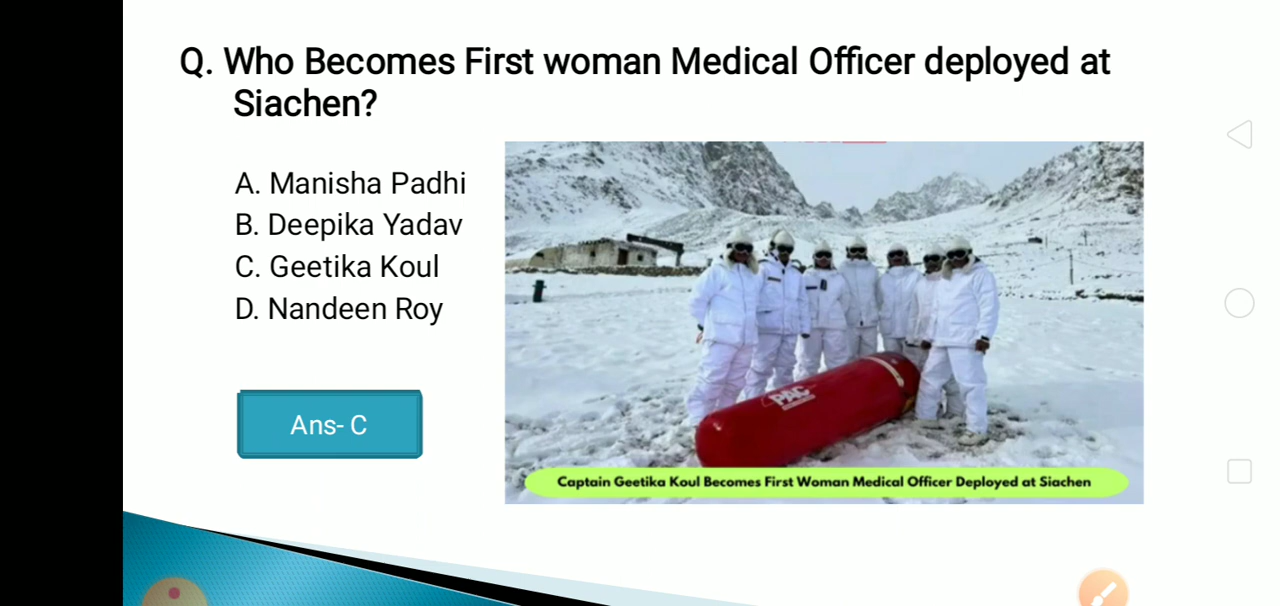 Q. Who Becomes First woman Medical Officer deployed at
Siachen?
A. Manisha Padhi
B. Deepika Yadav
C. Geetika Koul
D. Nandeen Roy
Ans- C
PAC
Captain Geetika Koul Becomes First Woman Medical Officer Deployed at Siachen